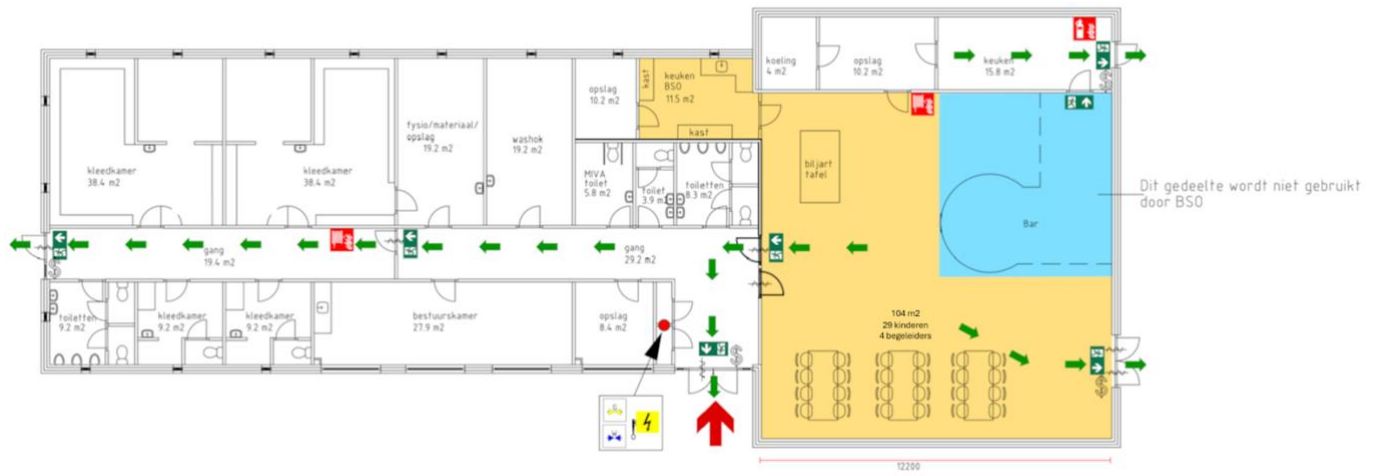 koeling
4 m2
opslag
10.2 m2
keuken
15.8 m2
kast
keuken
BSO
11.5 m2
kast
opslag
10.2 m2
fysio/materiaal/
opslag
19.2 m2
washok
19.2 m2
kleedkamer
38.4 m2
kleedkamer
38.4 m2
MIVA
toilet
5.8 m2
toilet
3.9 m2
toiletten
8.3 m2
biljart
tafel
Bar
Dit gedeelte wordt niet gebruikt
door BSO
gang
19.4 m2
gang
29.2 m2
toiletten
9.2 m2
kleedkamer
9.2 m2
kleedkamer
9.2 m2
bestuurskamer
27.9 m2
opslag
8.4 m2
104 m2
29 kinderen
4 begeleiders
12200